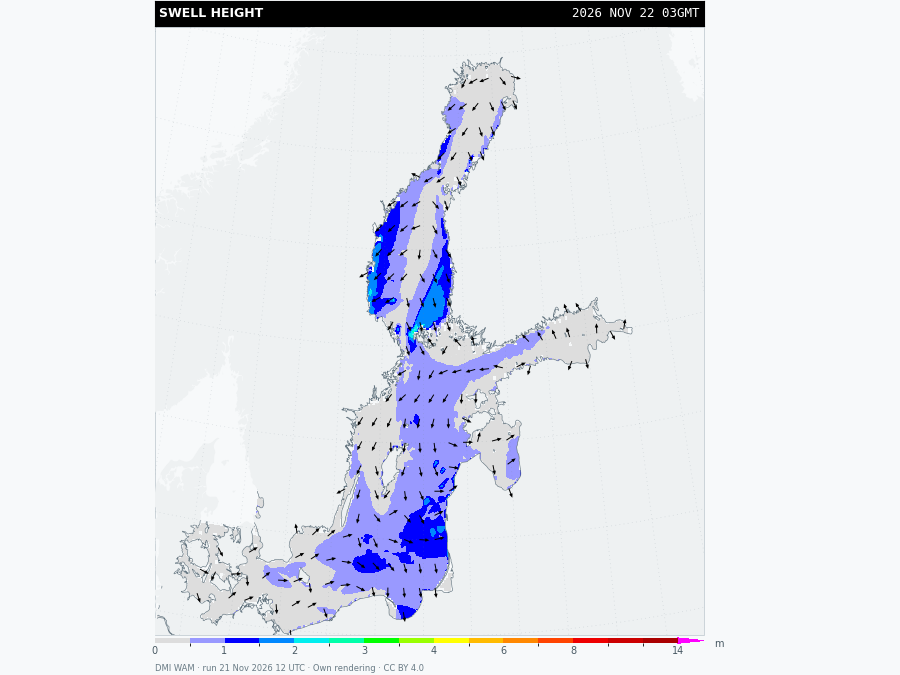 SWELL HEIGHT
2026 NOV 22 03GMT
0 1 2 3 4 6 8 14 m
DMI WAM · run 21 Nov 2026 12 UTC · Own rendering · CC BY 4.0